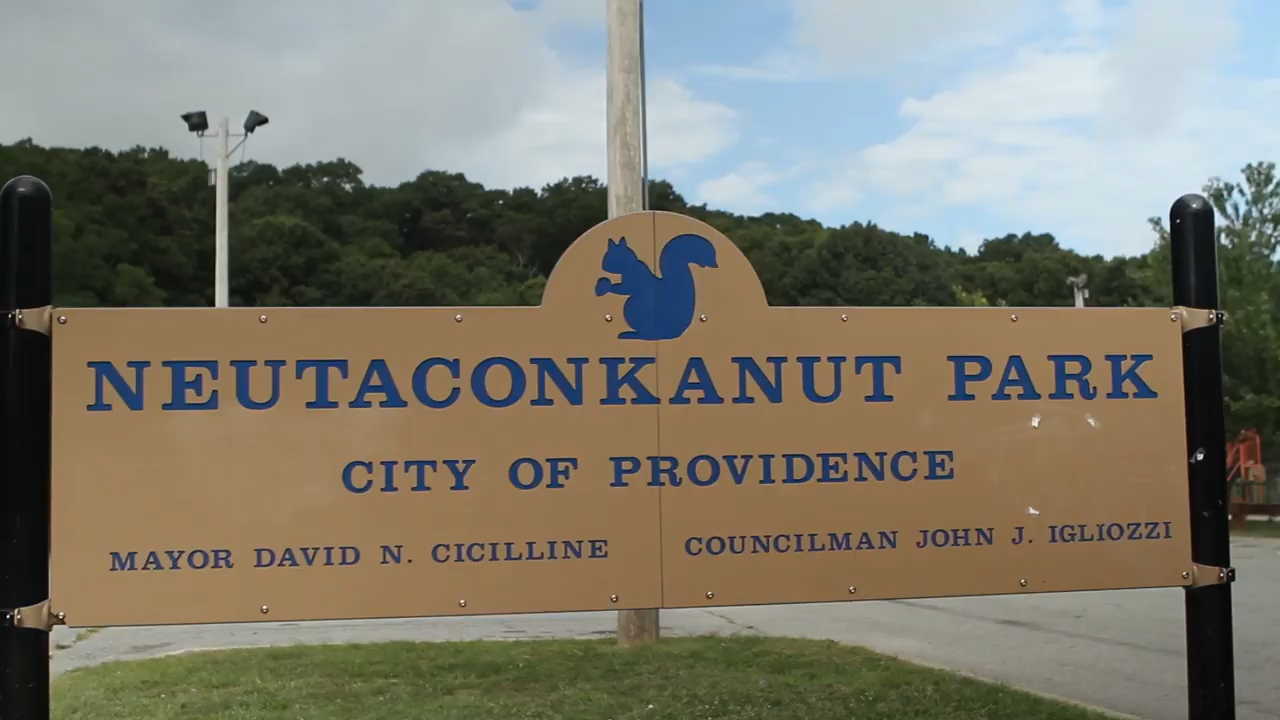 NEUTACONKANUT PARK
CITY OF PROVIDENCE
MAYOR DAVID N. CICILLINE COUNCILMAN JOHN J. IGLIOZZI